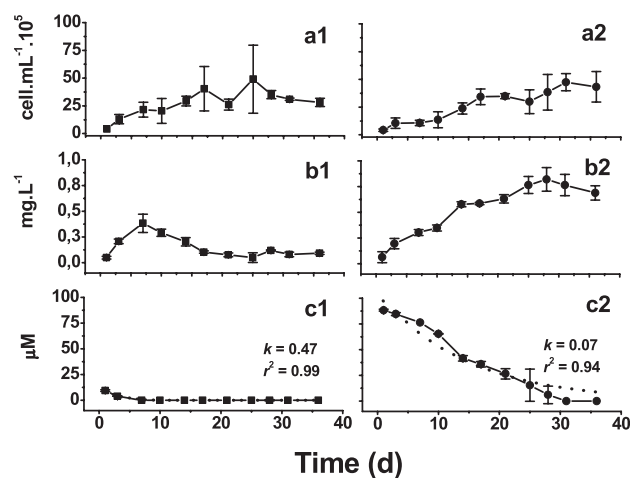 cell.mL⁻¹.10⁵
100
75
50
25
0
a1
a2
mg.L⁻¹
1,0
0,8
0,5
0,3
0,0
b1
b2
µM
100
75
50
25
0
c1
k = 0.47
r² = 0.99
c2
k = 0.07
r² = 0.94
0 10 20 30 40
0 10 20 30 40
Time (d)